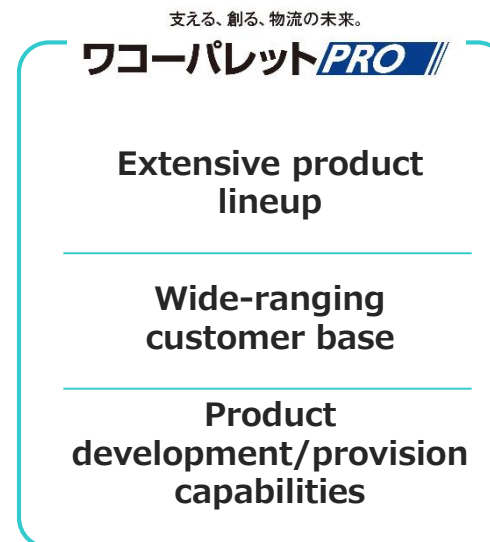 支える、創る、物流の未来。
ワコーパレットPRO
Extensive product
lineup
Wide-ranging
customer base
Product
development/provision
capabilities